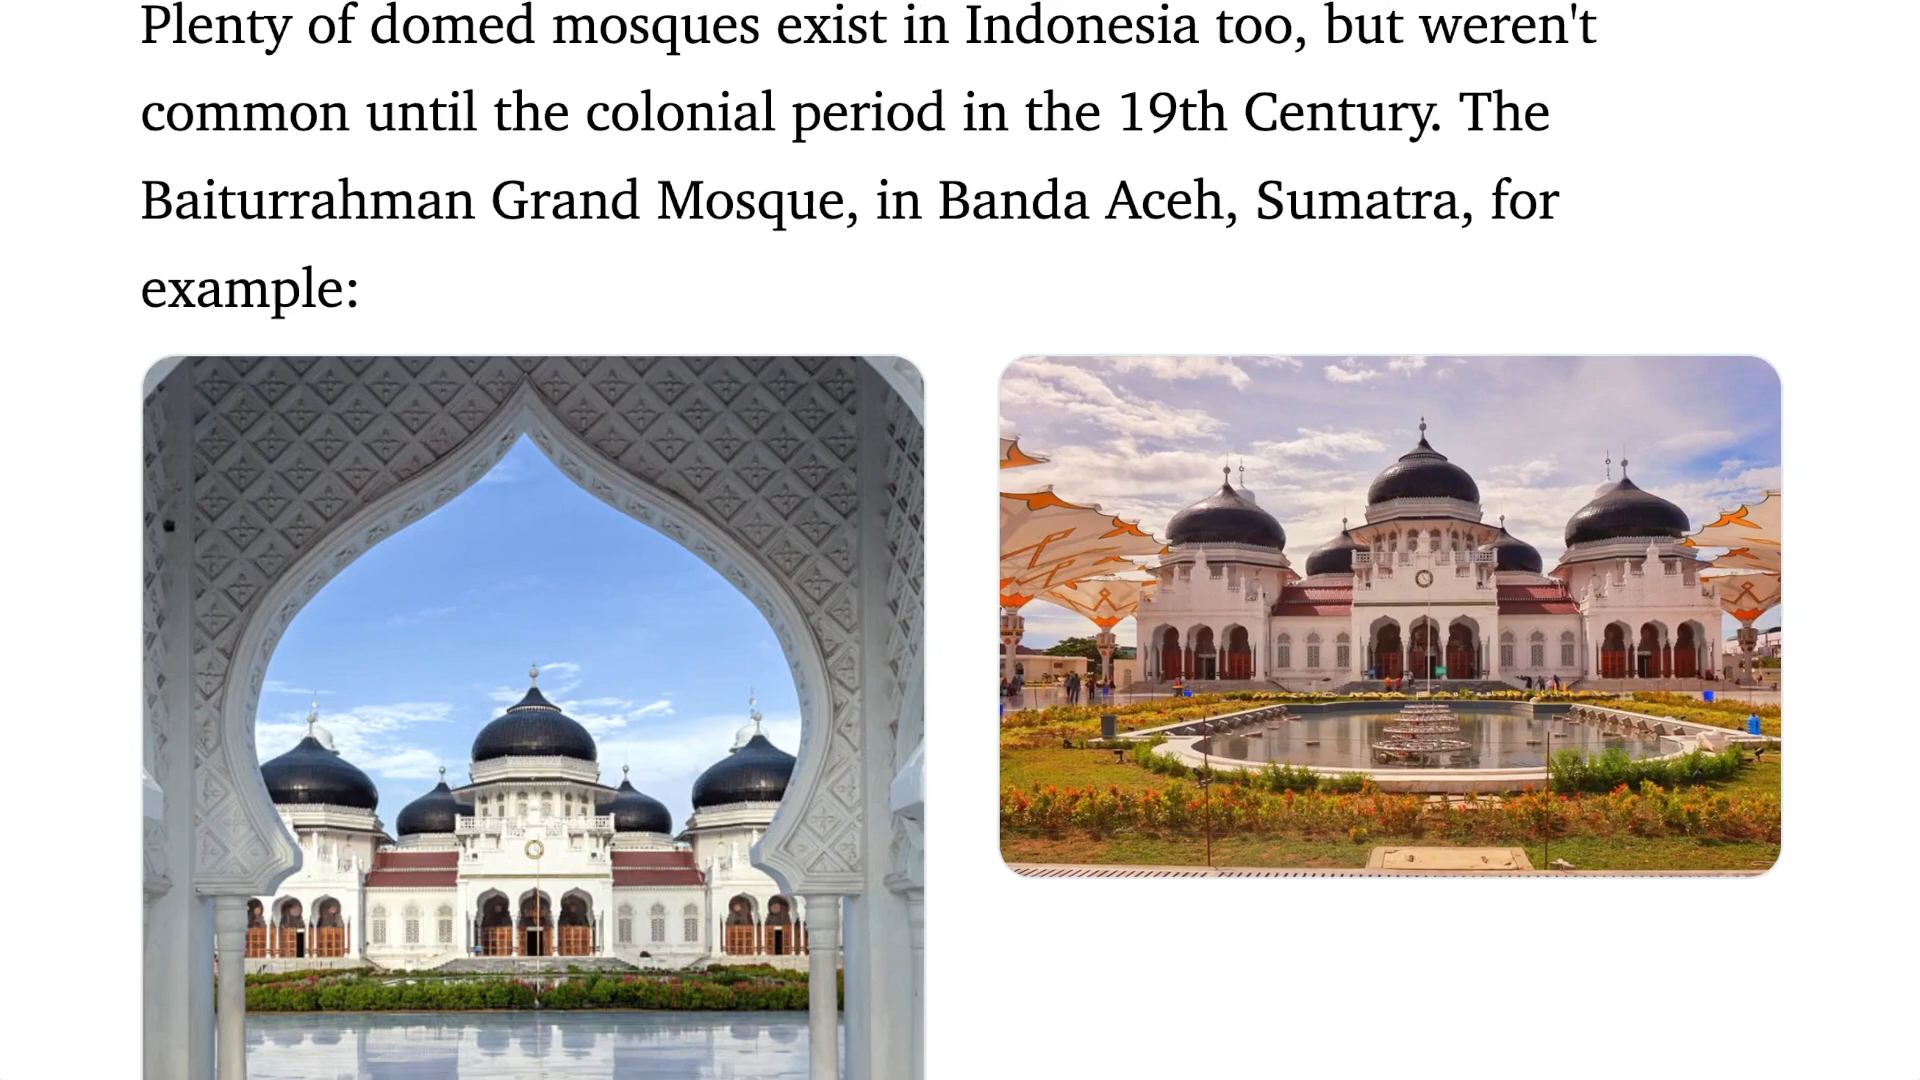 Plenty of domed mosques exist in Indonesia too, but weren't
common until the colonial period in the 19th Century. The
Baiturrahman Grand Mosque, in Banda Aceh, Sumatra, for
example: